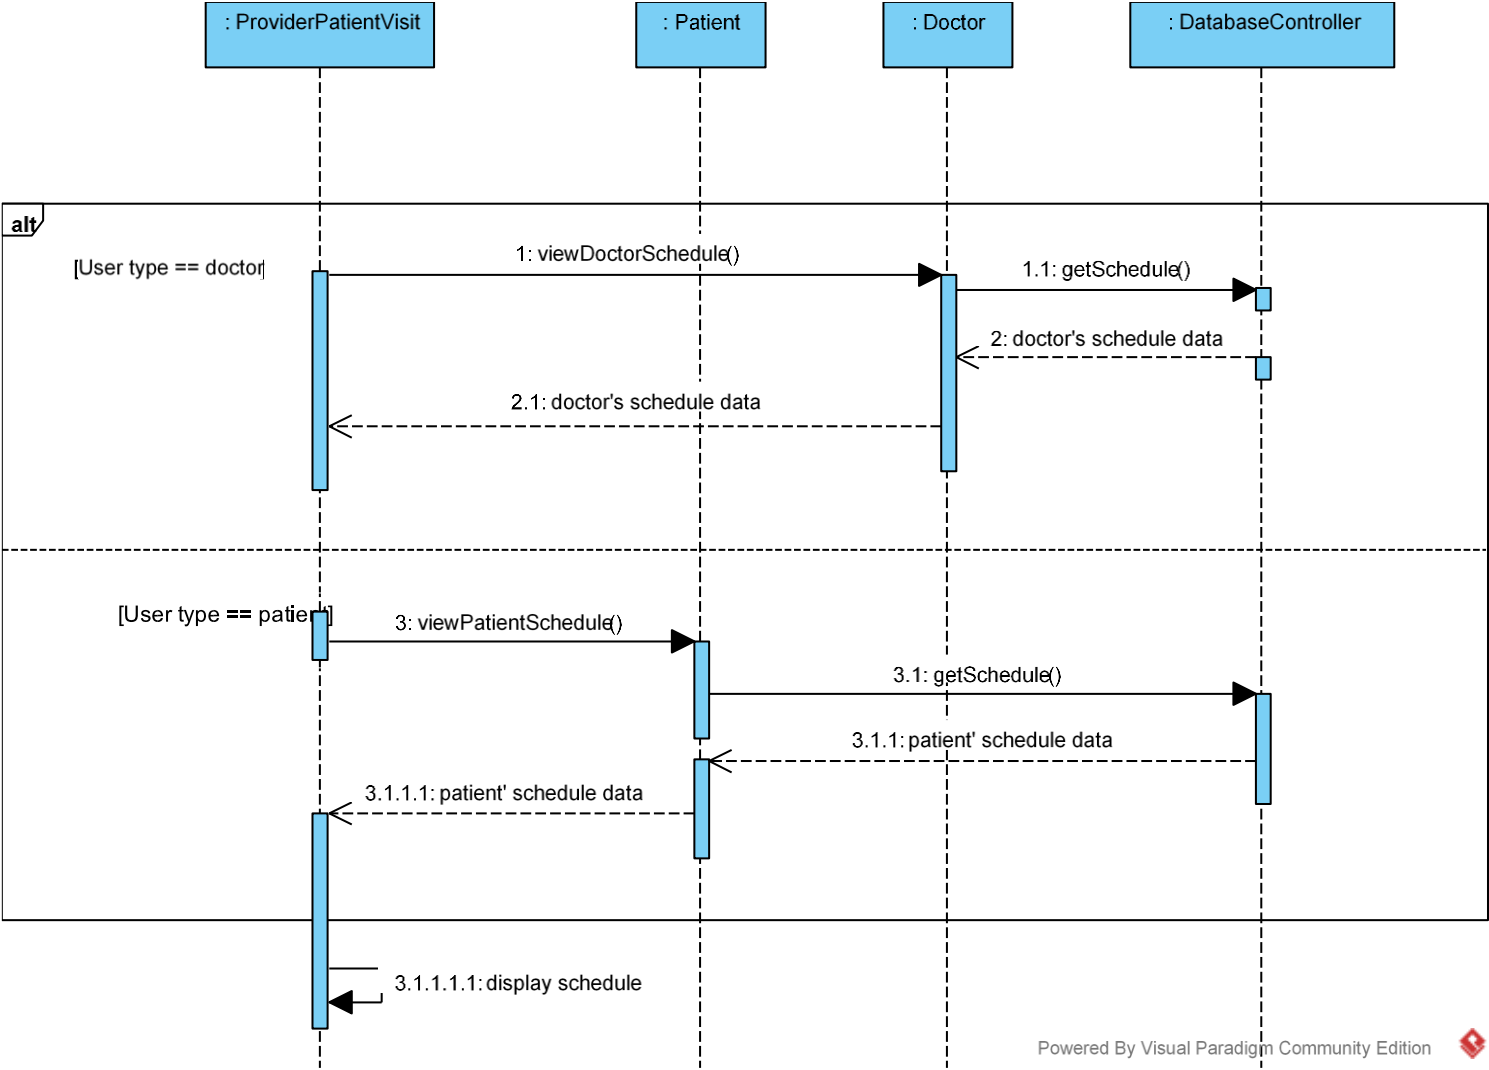 : ProviderPatientVisit
: Patient
: Doctor
: DatabaseController
alt
[User type == doctor]
1: viewDoctorSchedule()
1.1: getSchedule()
2: doctor's schedule data
2.1: doctor's schedule data
[User type == patient]
3: viewPatientSchedule()
3.1: getSchedule()
3.1.1: patient' schedule data
3.1.1.1: patient' schedule data
3.1.1.1.1: display schedule
Powered By Visual Paradigm Community Edition